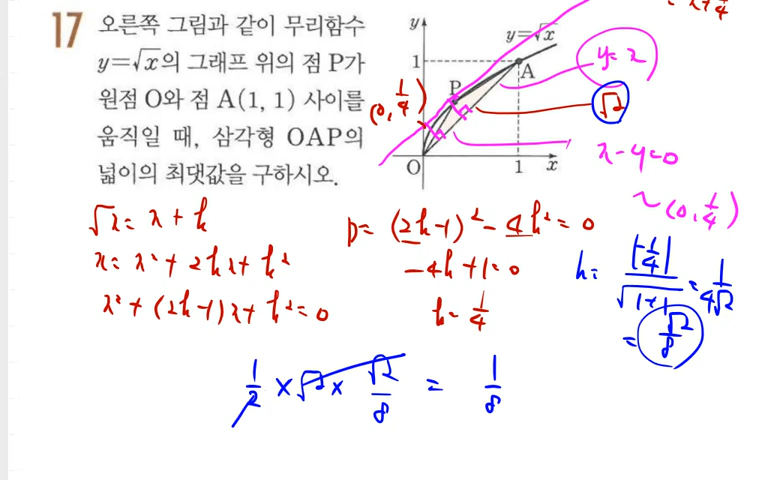 17 오른쪽 그림과 같이 무리함수
y=√x의 그래프 위의 점 P가
원점 O와 점 A(1, 1) 사이를
움직일 때, 삼각형 OAP의
넓이의 최댓값을 구하시오.
y
y=√x
1
A
P
O
1
x
= x+1/4
y=x
(0, 1/4)
√2
x-y=0
~(0, 1/4)
√x = x+k
x = x²+2kx+k²
x²+(2k-1)x+k²=0
D = (2k-1)²-4k²=0
-4k+1=0
k=1/4
h = |-1/4|/√(1+1) = 1/4√2
= √2/8
1/2 × √2 × √2/8 = 1/8